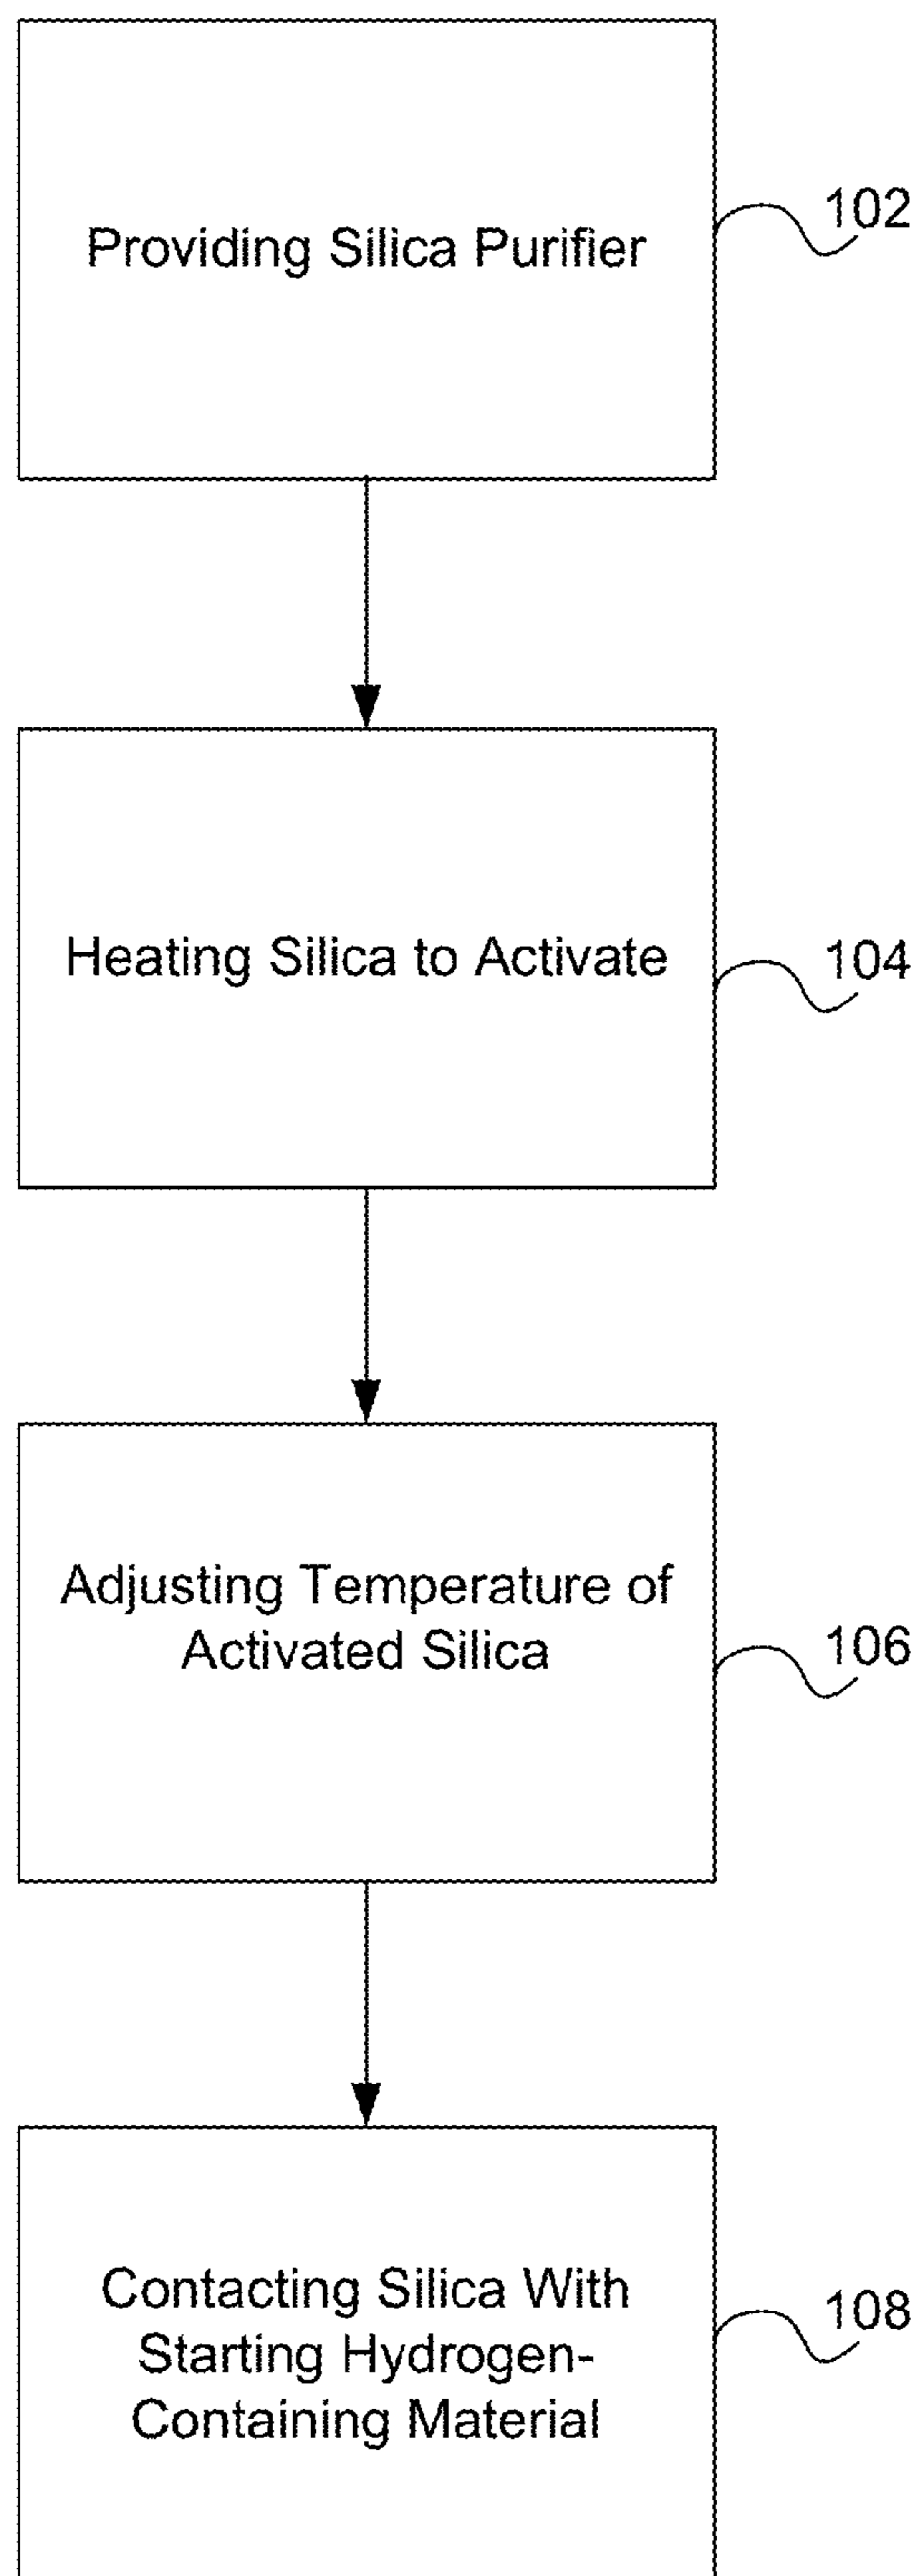 Providing Silica Purifier
102
Heating Silica to Activate
104
Adjusting Temperature of
Activated Silica
106
Contacting Silica With
Starting Hydrogen-
Containing Material
108